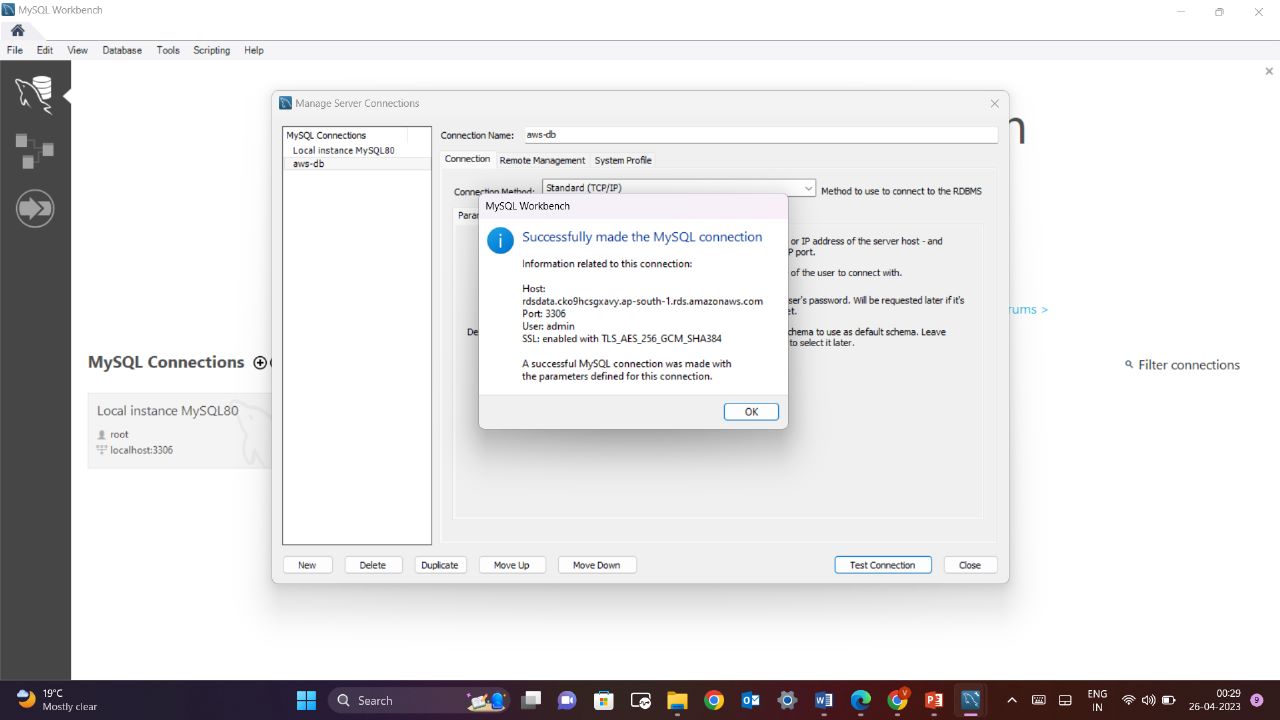 MySQL Workbench
File Edit View Database Tools Scripting Help
Manage Server Connections
MySQL Connections
Local instance MySQL80
aws-db
Connection Name: aws-db
Connection Remote Management System Profile
Connection Method: Standard (TCP/IP) Method to use to connect to the RDBMS
MySQL Workbench
Successfully made the MySQL connection
Information related to this connection:
Host:
rdsdata.cko9hcsgxavy.ap-south-1.rds.amazonaws.com
Port: 3306
User: admin
SSL: enabled with TLS_AES_256_GCM_SHA384
A successful MySQL connection was made with
the parameters defined for this connection.
OK
or IP address of the server host - and
P port.
of the user to connect with.
ser's password. Will be requested later if it's
et.
chema to use as default schema. Leave
to select it later.
rums >
MySQL Connections
Filter connections
Local instance MySQL80
root
localhost:3306
New Delete Duplicate Move Up Move Down Test Connection Close
19°C
Mostly clear
Search
ENG
IN
00:29
26-04-2023
9